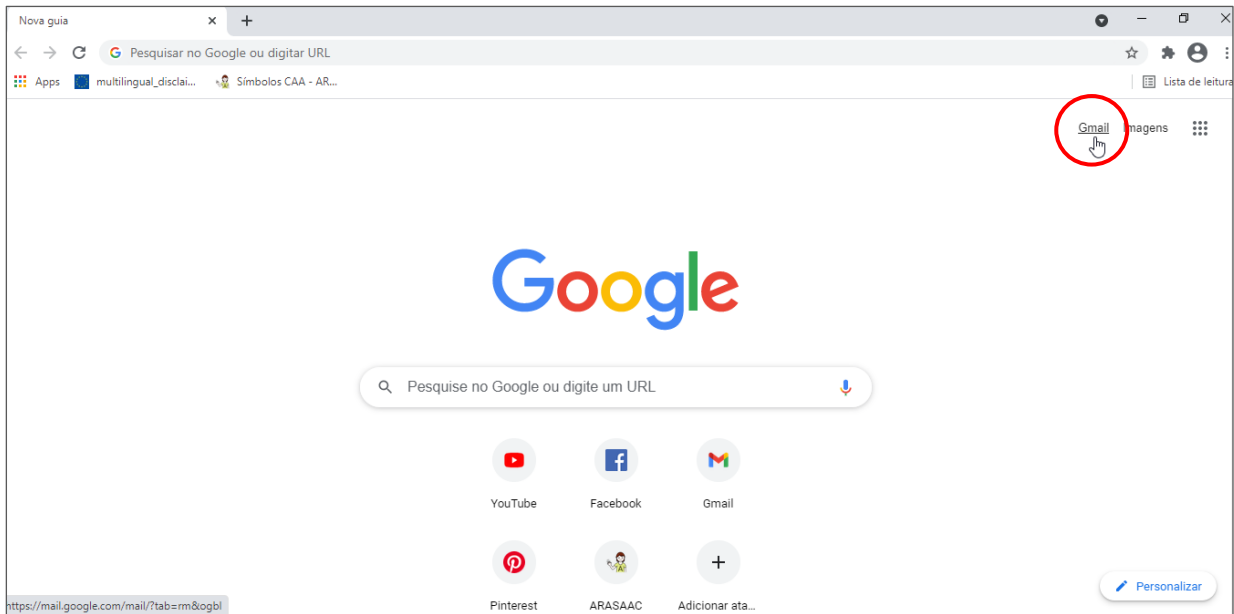 Nova guia
Pesquisar no Google ou digitar URL
Apps multilingual_disclai... Símbolos CAA - AR... Lista de leitura
Gmail Imagens
Google
Pesquise no Google ou digite um URL
YouTube Facebook Gmail
Pinterest ARASAAC Adicionar ata...
Personalizar
https://mail.google.com/mail/?tab=rm&ogbl